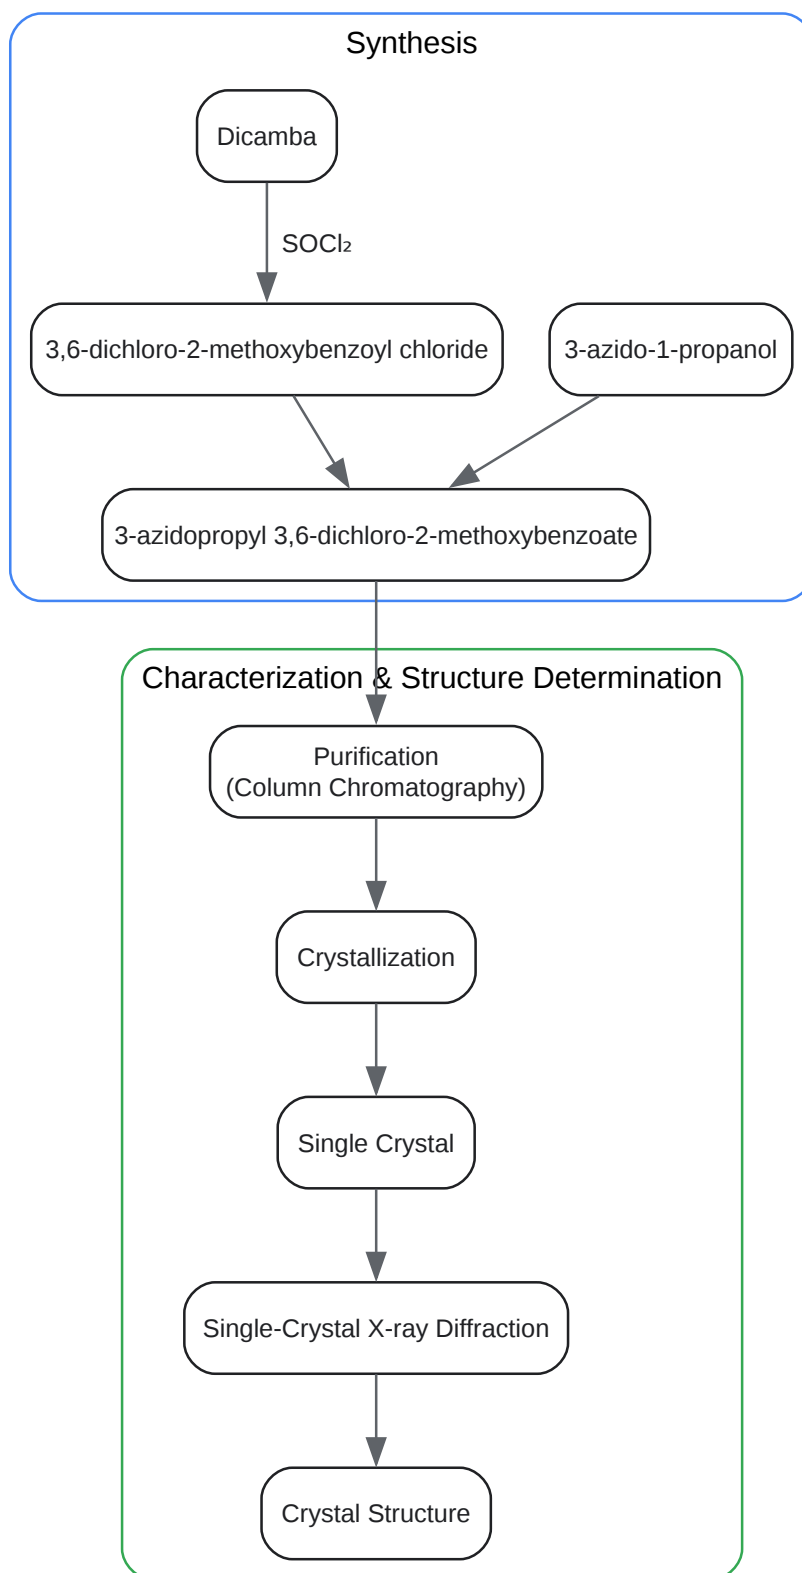 Synthesis
Dicamba
SOCl₂
3,6-dichloro-2-methoxybenzoyl chloride
3-azido-1-propanol
3-azidopropyl 3,6-dichloro-2-methoxybenzoate
Characterization & Structure Determination
Purification
(Column Chromatography)
Crystallization
Single Crystal
Single-Crystal X-ray Diffraction
Crystal Structure